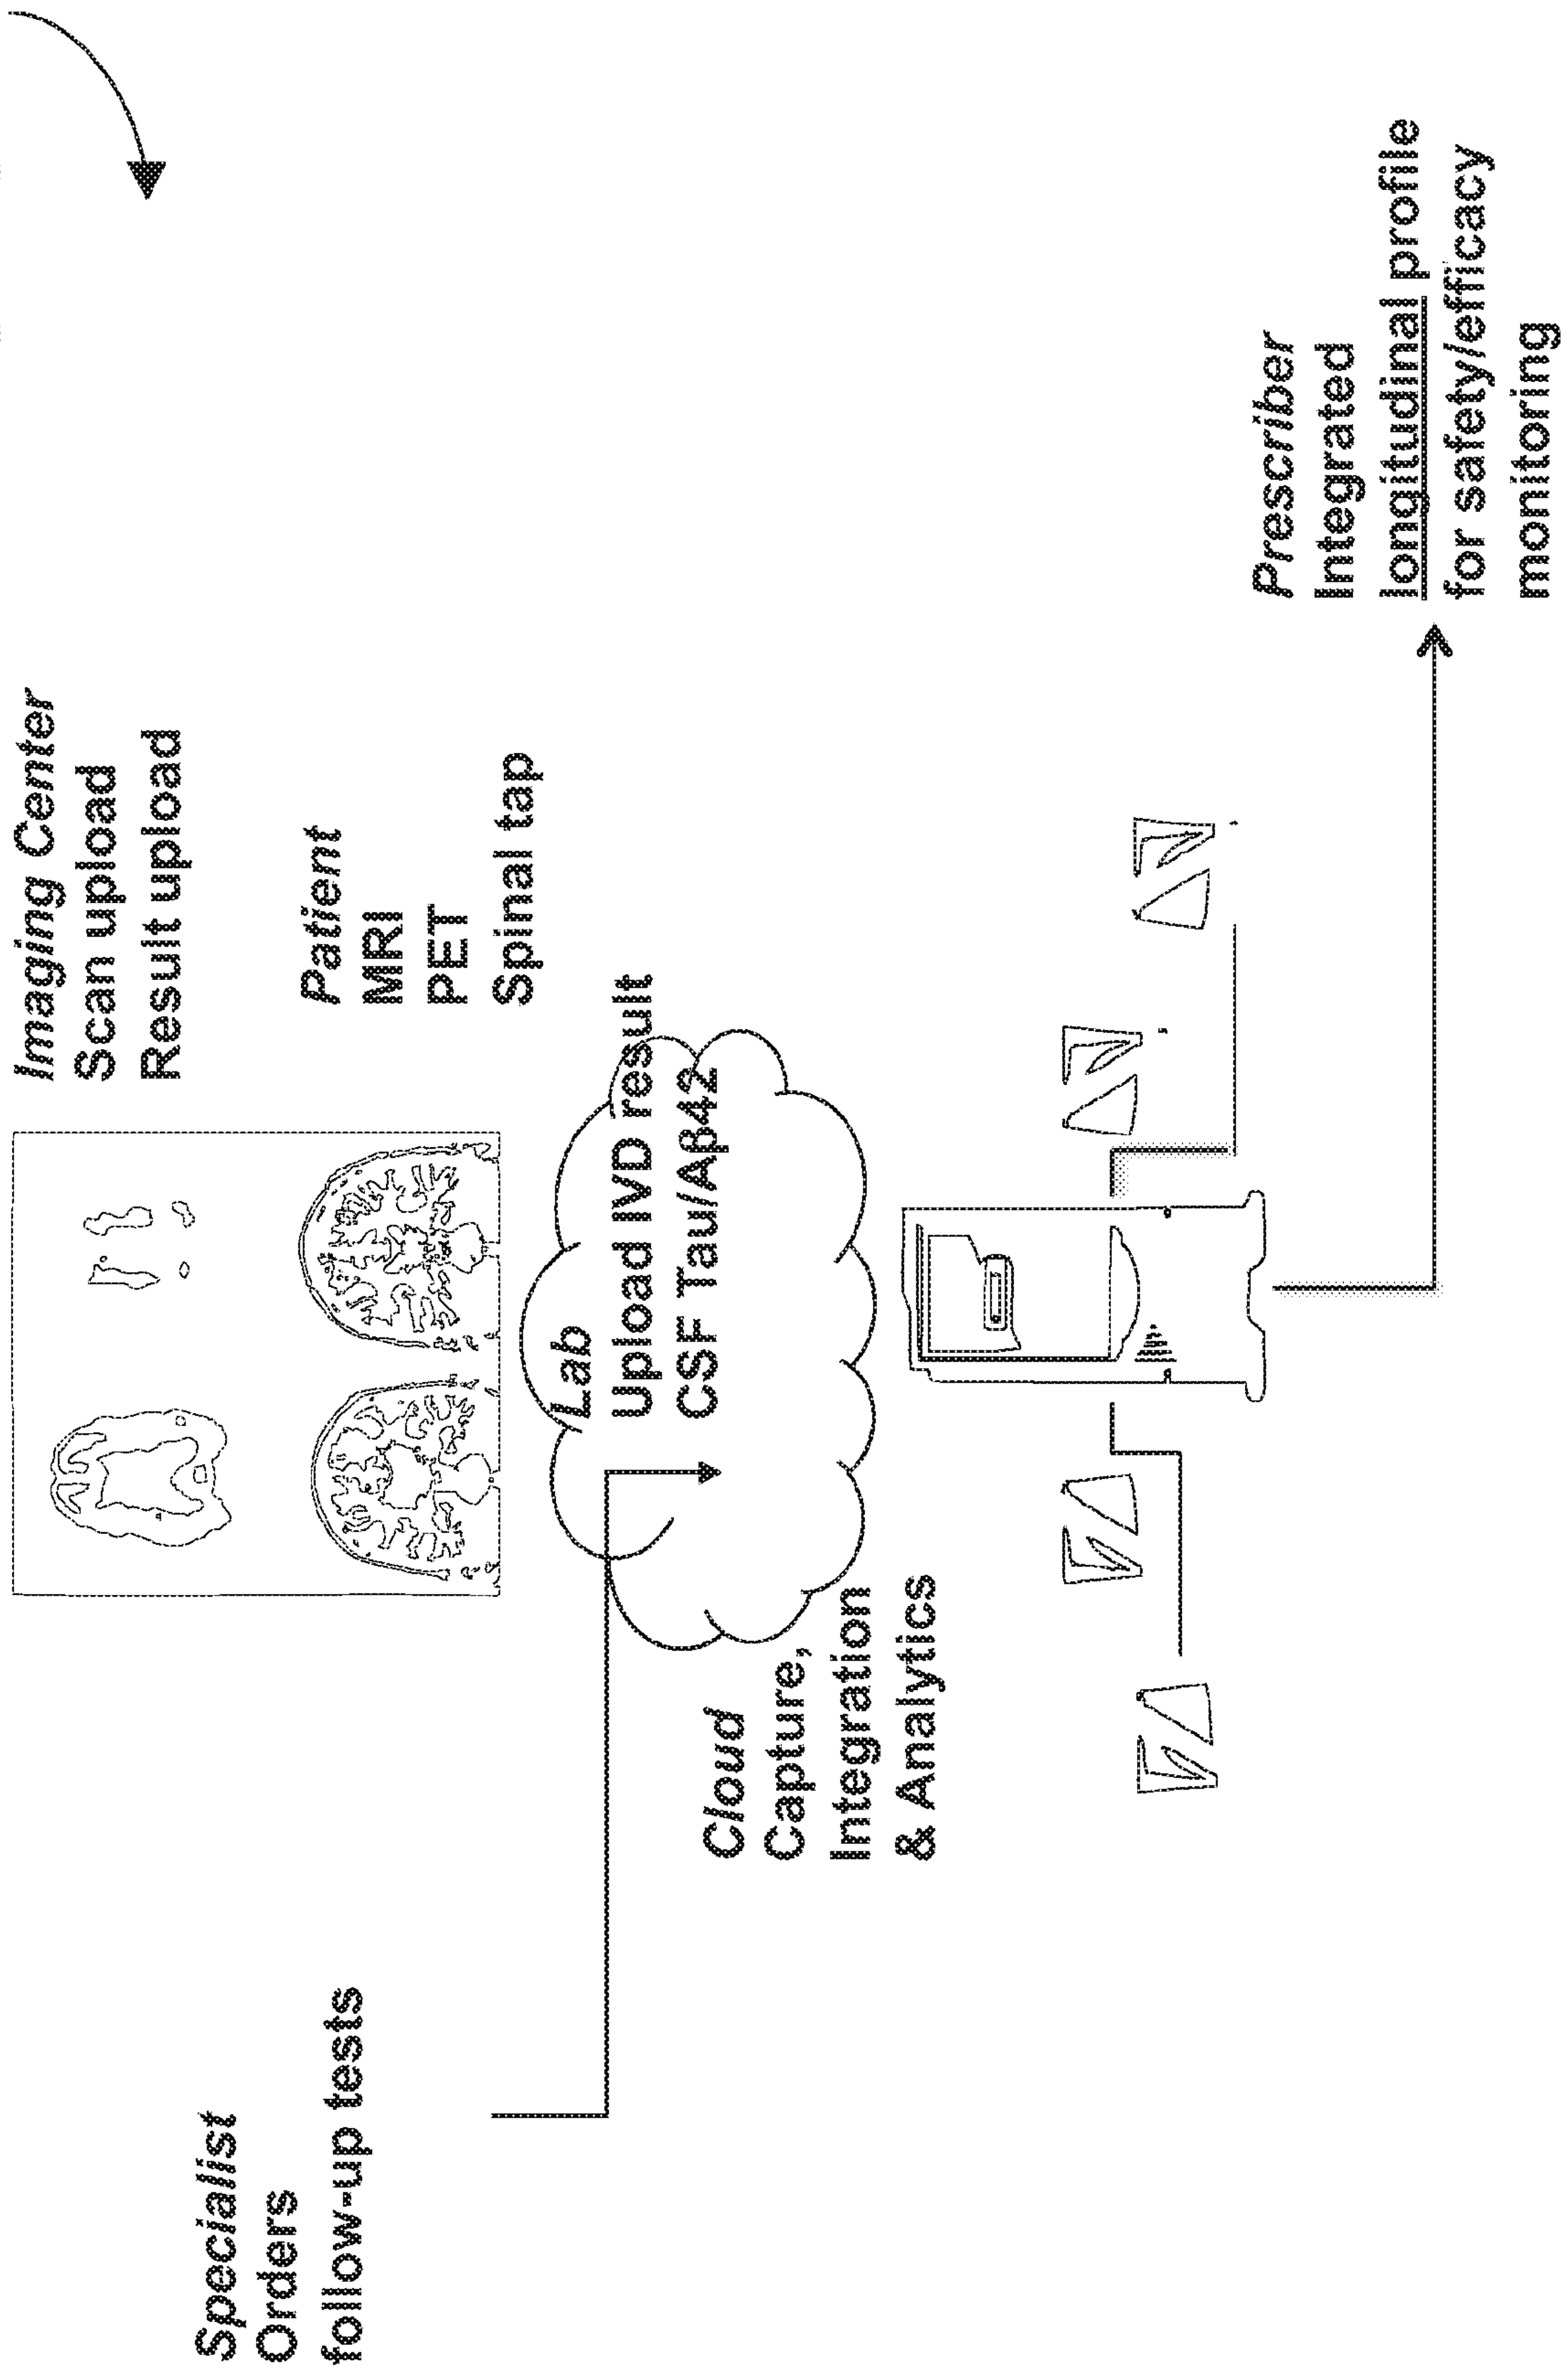 Imaging Center
Scan upload
Result upload
Specialist
Orders
follow-up tests
Patient
MRI
PET
Spinal tap
Lab
Upload IVD result
CSF Tau/Aβ42
Cloud
Capture,
Integration
& Analytics
Prescriber
Integrated
longitudinal profile
for safety/efficacy
monitoring